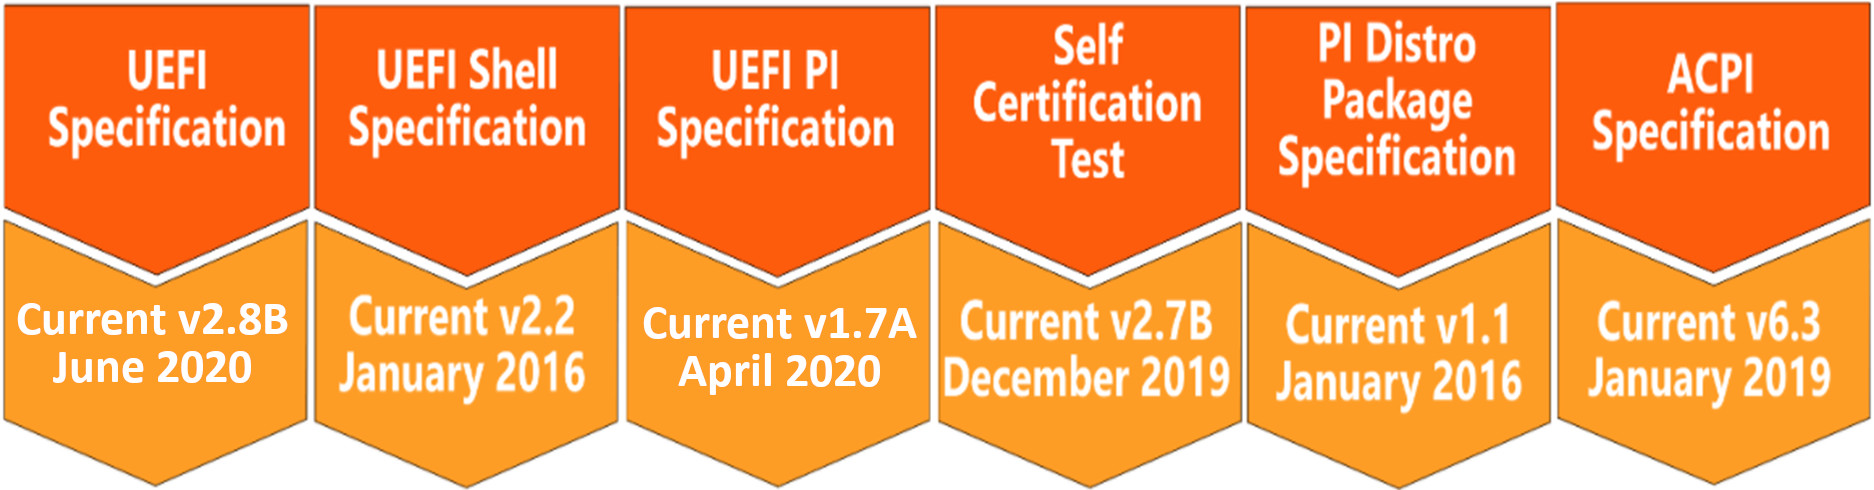 UEFI
Specification
Current v2.8B
June 2020
UEFI Shell
Specification
Current v2.2
January 2016
UEFI PI
Specification
Current v1.7A
April 2020
Self
Certification
Test
Current v2.7B
December 2019
PI Distro
Package
Specification
Current v1.1
January 2016
ACPI
Specification
Current v6.3
January 2019